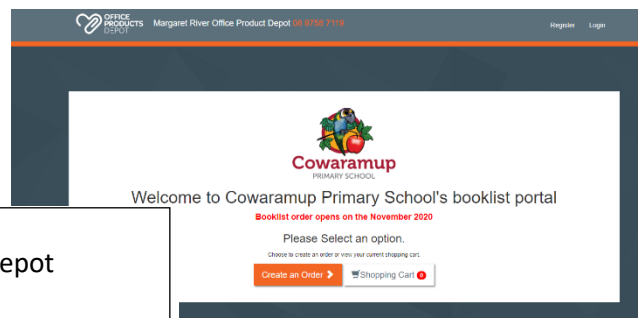 OFFICE
PRODUCTS
DEPOT
Margaret River Office Product Depot 08 9758 7119
Register Login
Cowaramup
PRIMARY SCHOOL
Welcome to Cowaramup Primary School's booklist portal
Booklist order opens on the November 2020
Please Select an option.
Choose to create an order or view your current shopping cart.
Create an Order
Shopping Cart 0
epot